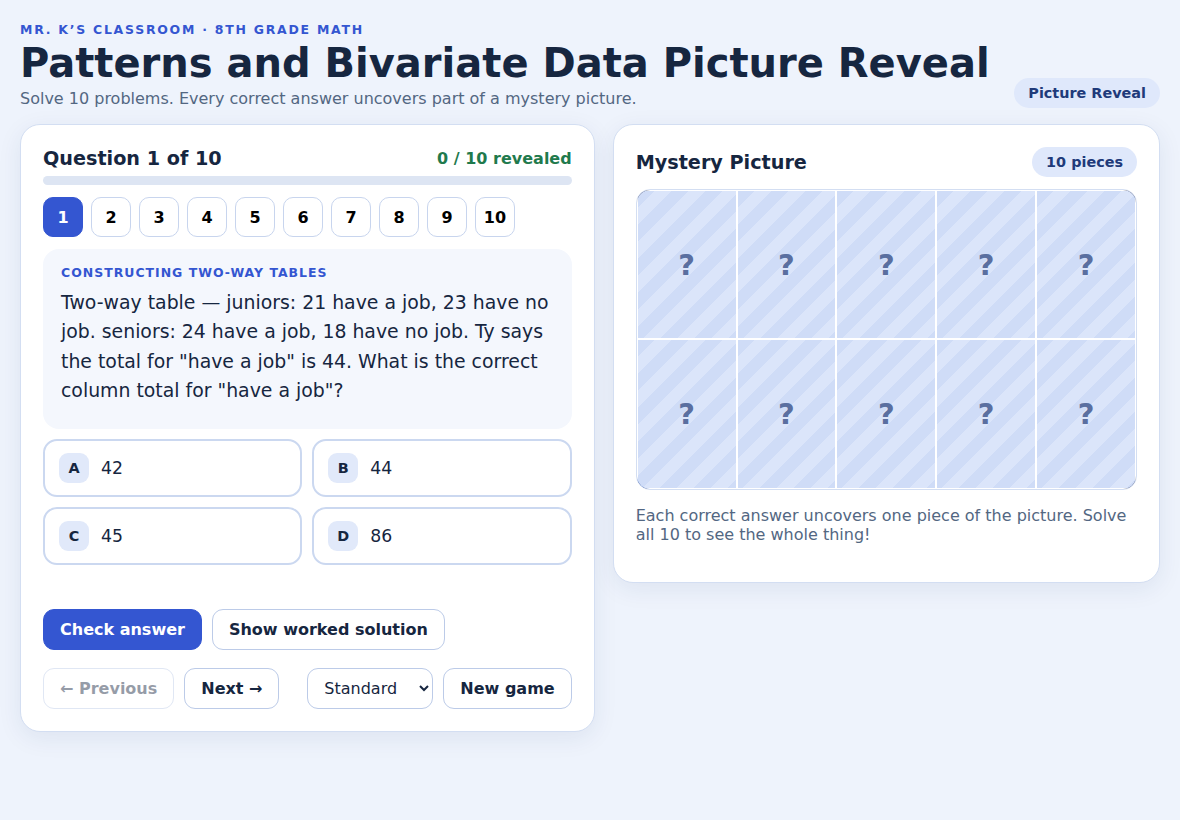 MR. K’S CLASSROOM · 8TH GRADE MATH
Patterns and Bivariate Data Picture Reveal
Solve 10 problems. Every correct answer uncovers part of a mystery picture.
Picture Reveal
Question 1 of 10
0 / 10 revealed
1 2 3 4 5 6 7 8 9 10
CONSTRUCTING TWO-WAY TABLES
Two-way table — juniors: 21 have a job, 23 have no
job. seniors: 24 have a job, 18 have no job. Ty says
the total for "have a job" is 44. What is the correct
column total for "have a job"?
A 42
B 44
C 45
D 86
Check answer
Show worked solution
← Previous
Next →
Standard
New game
Mystery Picture
10 pieces
? ? ? ? ?
? ? ? ? ?
Each correct answer uncovers one piece of the picture. Solve
all 10 to see the whole thing!